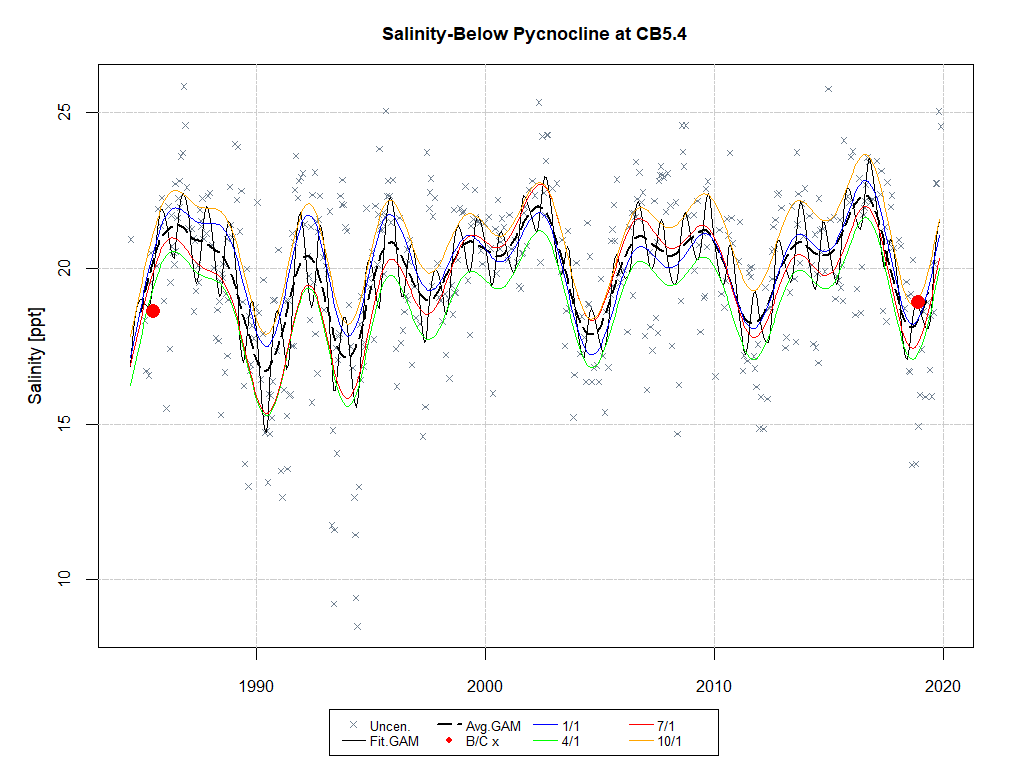 Salinity-Below Pycnocline at CB5.4
25
20
15
10
Salinity [ppt]
1990 2000 2010 2020
Uncen. Avg.GAM 1/1 7/1
Fit.GAM B/C x 4/1 10/1